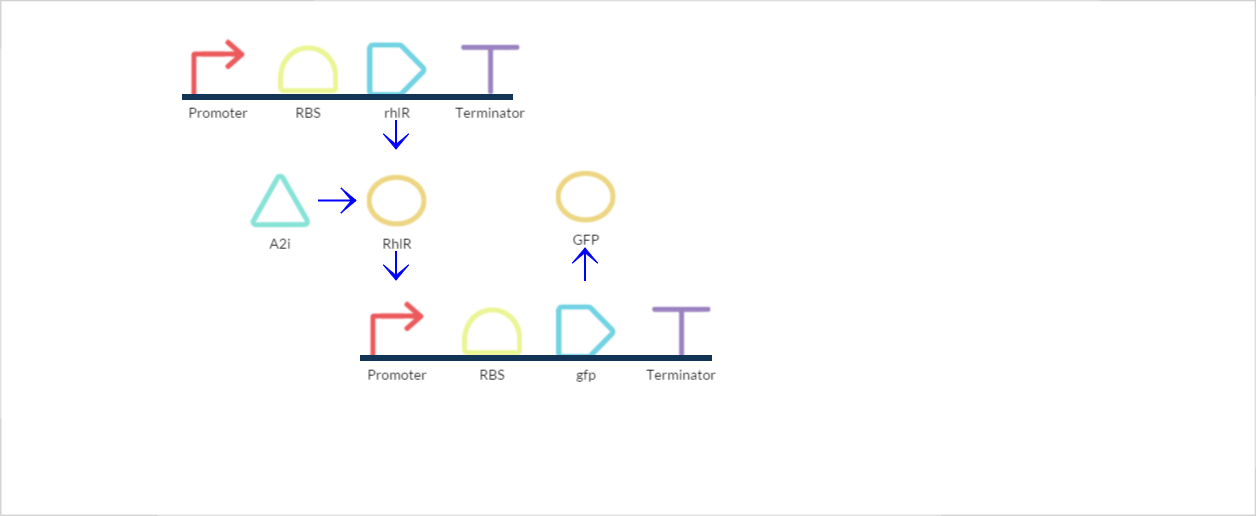 Promoter RBS rhlR Terminator
A2i RhlR GFP
Promoter RBS gfp Terminator